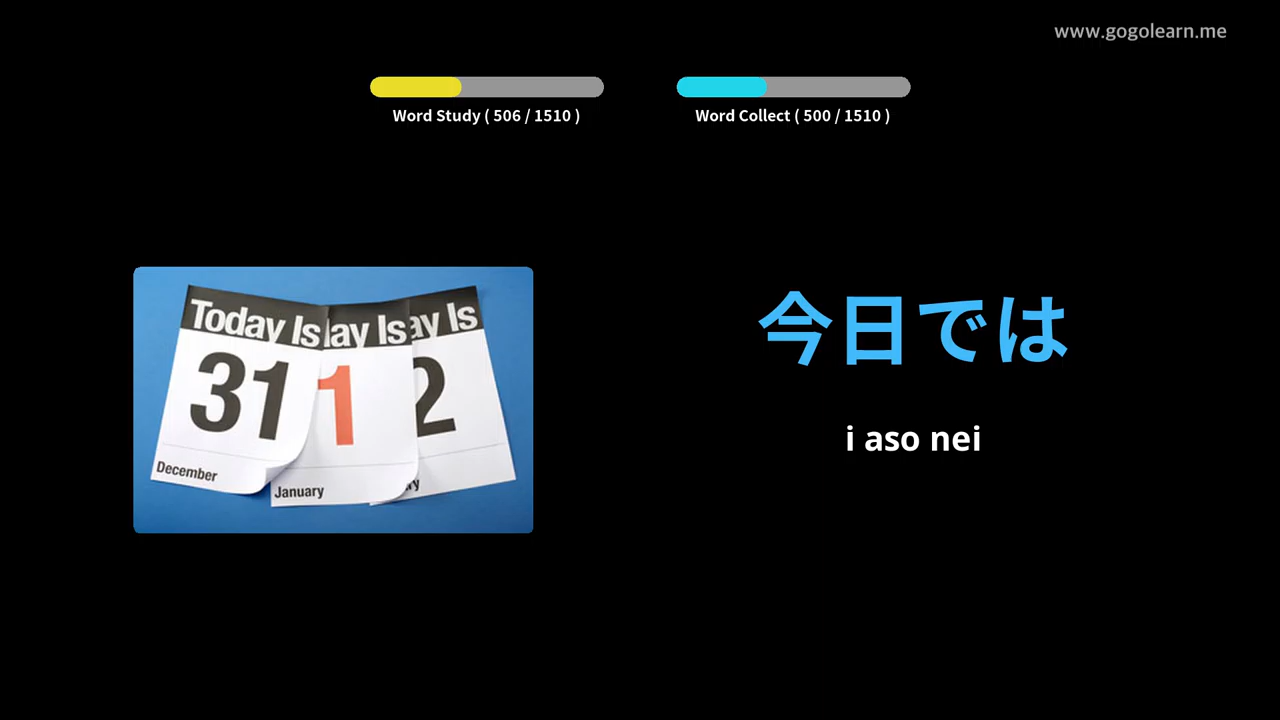 www.gogolearn.me
Word Study ( 506 / 1510 )
Word Collect ( 500 / 1510 )
Today Is
ay Is
ay Is
31
1
2
December
January
ry
今日では
i aso nei